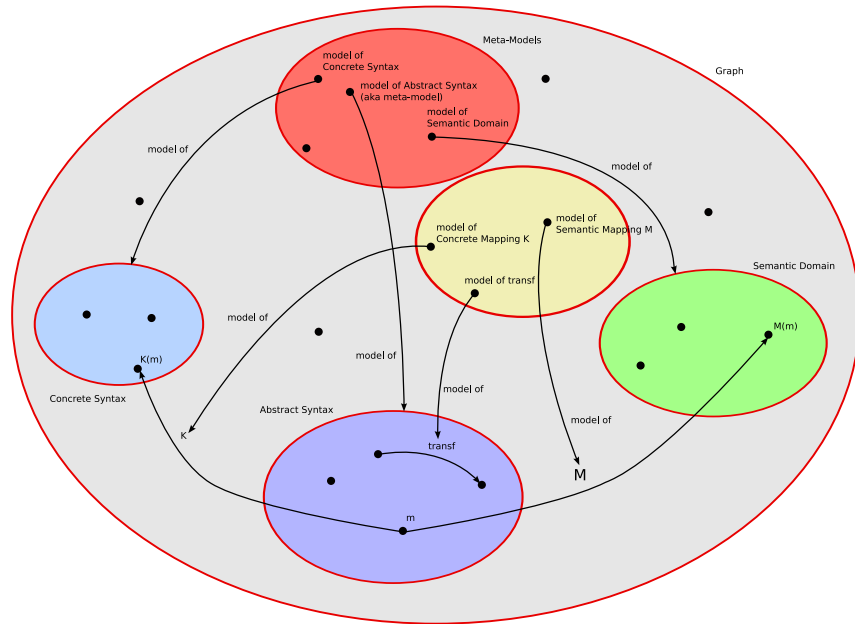 Meta-Models
Graph
model of
Concrete Syntax
model of Abstract Syntax
(aka meta-model)
model of
Semantic Domain
model of
model of
model of
Concrete Mapping K
model of
Semantic Mapping M
model of transf
Semantic Domain
M(m)
model of
K(m)
model of
Concrete Syntax
model of
Abstract Syntax
model of
K
transf
M
m